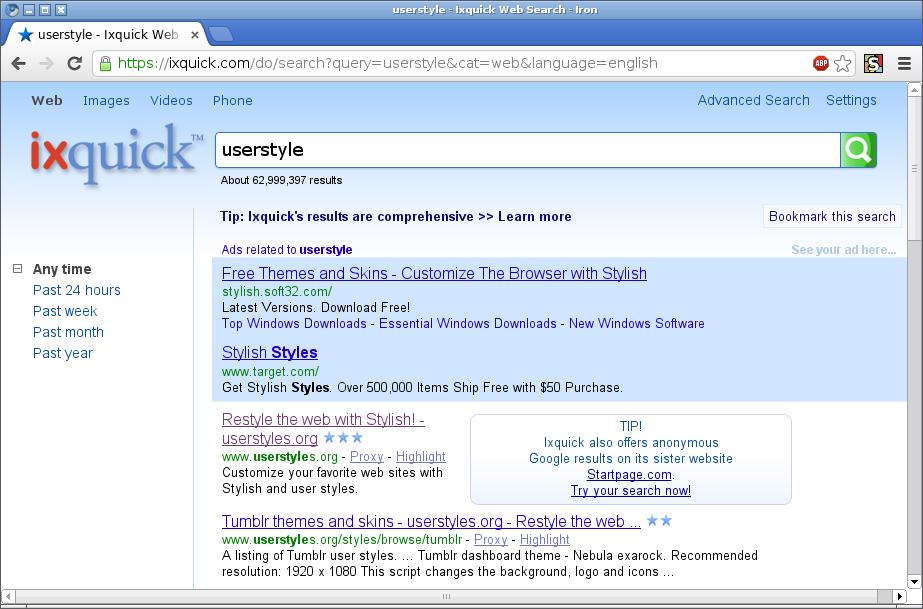 userstyle - Ixquick Web Search - Iron
userstyle - Ixquick Web
https://ixquick.com/do/search?query=userstyle&cat=web&language=english
ABP
S
Web Images Videos Phone
Advanced Search Settings
ixquick™
userstyle
About 62,999,397 results
Tip: Ixquick's results are comprehensive >> Learn more
Bookmark this search
Ads related to userstyle
See your ad here...
Any time
Past 24 hours
Past week
Past month
Past year
Free Themes and Skins - Customize The Browser with Stylish
stylish.soft32.com/
Latest Versions. Download Free!
Top Windows Downloads - Essential Windows Downloads - New Windows Software
Stylish Styles
www.target.com/
Get Stylish Styles. Over 500,000 Items Ship Free with $50 Purchase.
Restyle the web with Stylish! -
userstyles.org
www.userstyles.org - Proxy - Highlight
Customize your favorite web sites with
Stylish and user styles.
TIP!
Ixquick also offers anonymous
Google results on its sister website
Startpage.com.
Try your search now!
Tumblr themes and skins - userstyles.org - Restyle the web ...
www.userstyles.org/styles/browse/tumblr - Proxy - Highlight
A listing of Tumblr user styles. ... Tumblr dashboard theme - Nebula exarock. Recommended
resolution: 1920 x 1080 This script changes the background, logo and icons ...